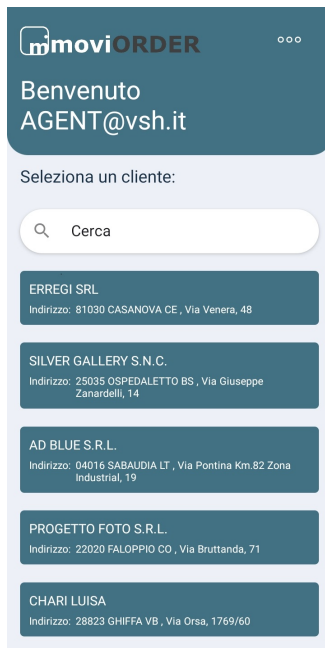 mmoviORDER
Benvenuto
AGENT@vsh.it
Seleziona un cliente:
Cerca
ERREGI SRL
Indirizzo: 81030 CASANOVA CE , Via Venera, 48
SILVER GALLERY S.N.C.
Indirizzo: 25035 OSPEDALETTO BS , Via Giuseppe
Zanardelli, 14
AD BLUE S.R.L.
Indirizzo: 04016 SABAUDIA LT , Via Pontina Km.82 Zona
Industrial, 19
PROGETTO FOTO S.R.L.
Indirizzo: 22020 FALOPPIO CO , Via Bruttanda, 71
CHARI LUISA
Indirizzo: 28823 GHIFFA VB , Via Orsa, 1769/60